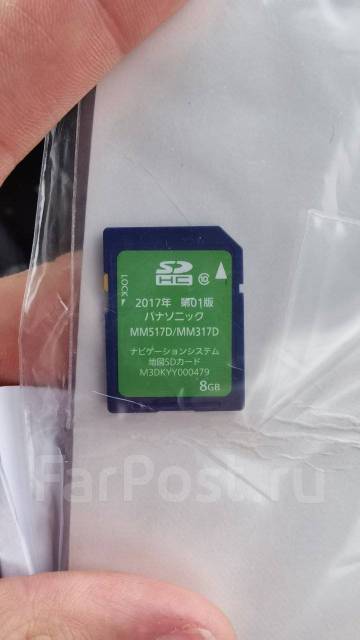 LOCK
SD
HC
10
2017年 第01版
パナソニック
MM517D/MM317D
ナビゲーションシステム
地図SDカード
M3DKYY000479
8GB
FarPost.ru